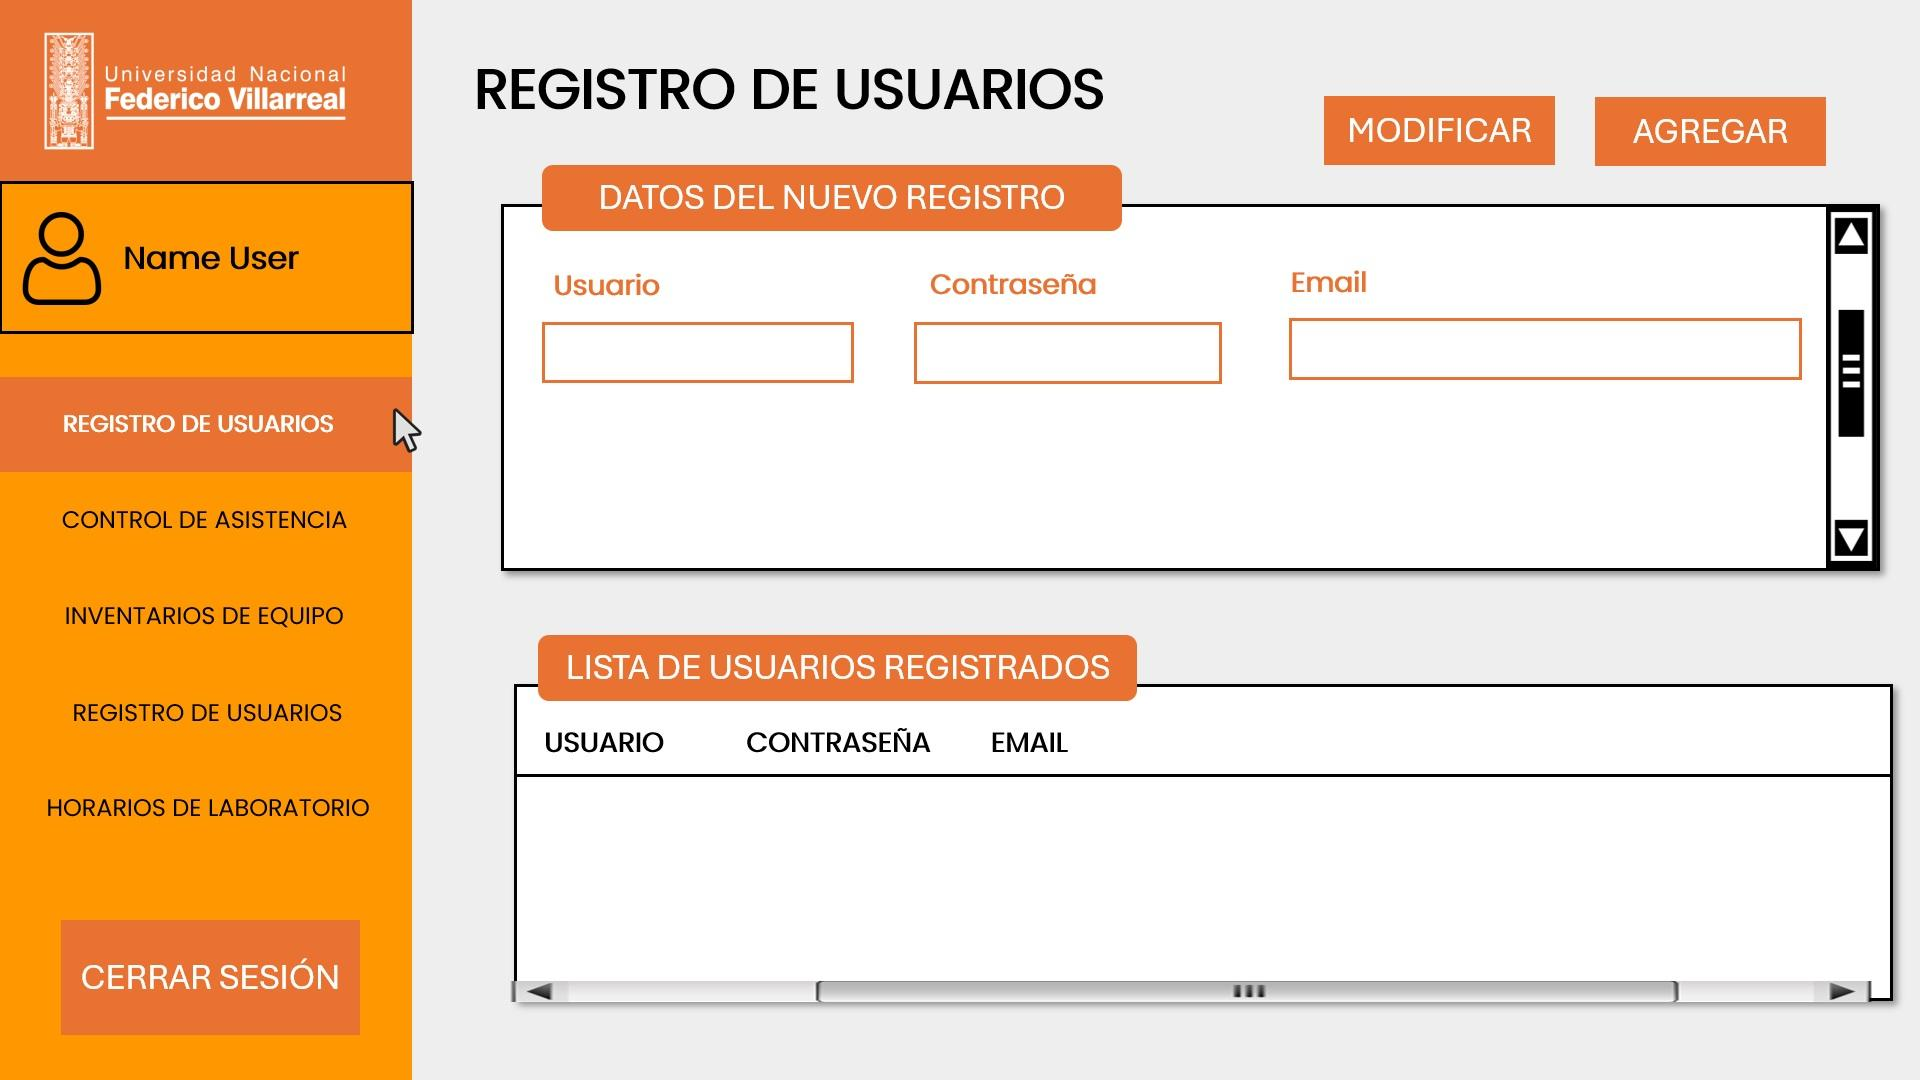 Universidad Nacional
Federico Villarreal
Name User
REGISTRO DE USUARIOS
CONTROL DE ASISTENCIA
INVENTARIOS DE EQUIPO
REGISTRO DE USUARIOS
HORARIOS DE LABORATORIO
CERRAR SESIÓN
REGISTRO DE USUARIOS
MODIFICAR
AGREGAR
DATOS DEL NUEVO REGISTRO
Usuario
Contraseña
Email
LISTA DE USUARIOS REGISTRADOS
USUARIO CONTRASEÑA EMAIL